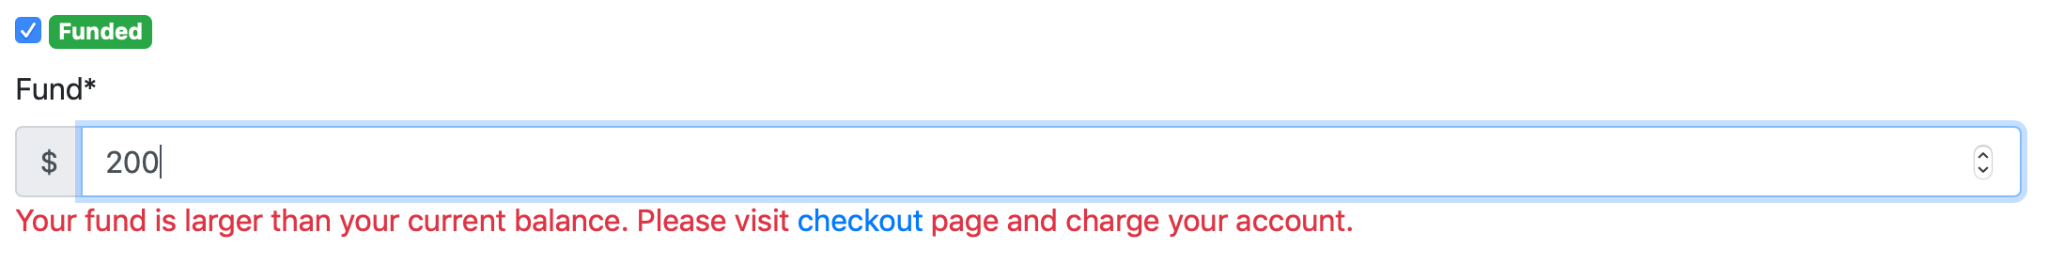 Funded
Fund*
$ 200
Your fund is larger than your current balance. Please visit checkout page and charge your account.